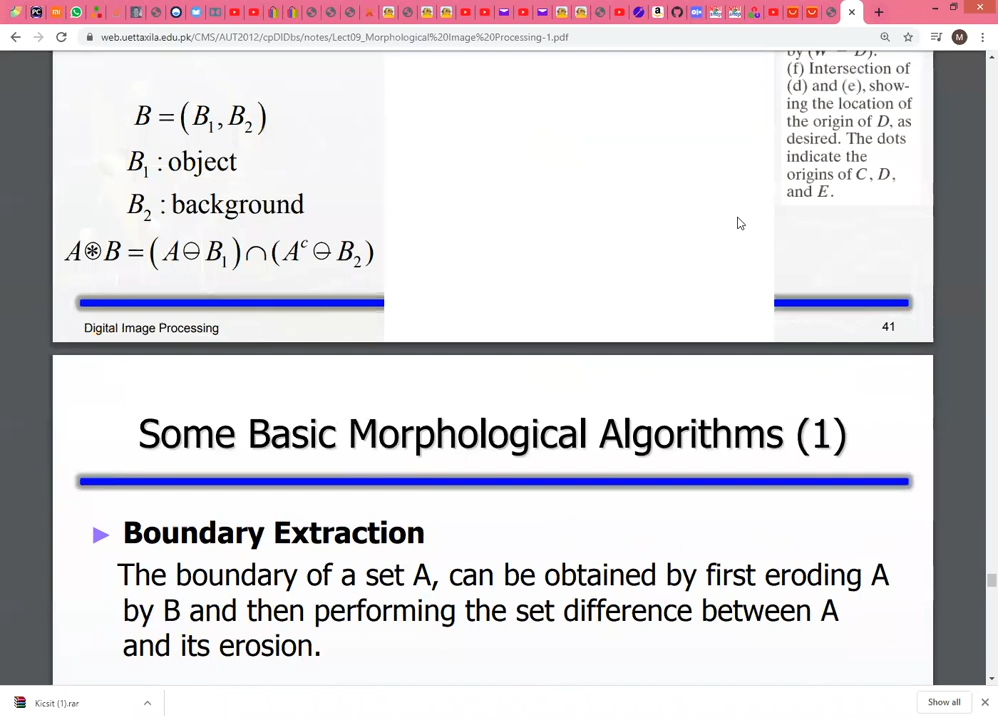 web.uettaxila.edu.pk/CMS/AUT2012/cpDIDbs/notes/Lect09_Morphological%20Image%20Processing-1.pdf
M
(f) Intersection of
(d) and (e), show-
ing the location of
the origin of D, as
desired. The dots
indicate the
origins of C, D,
and E.
B = (B₁, B₂)
B₁ : object
B₂ : background
A⊛B = (A⊖B₁)∩(Aᶜ⊖B₂)
Digital Image Processing
41
Some Basic Morphological Algorithms (1)
► Boundary Extraction
The boundary of a set A, can be obtained by first eroding A
by B and then performing the set difference between A
and its erosion.
Kicsit (1).rar
Show all